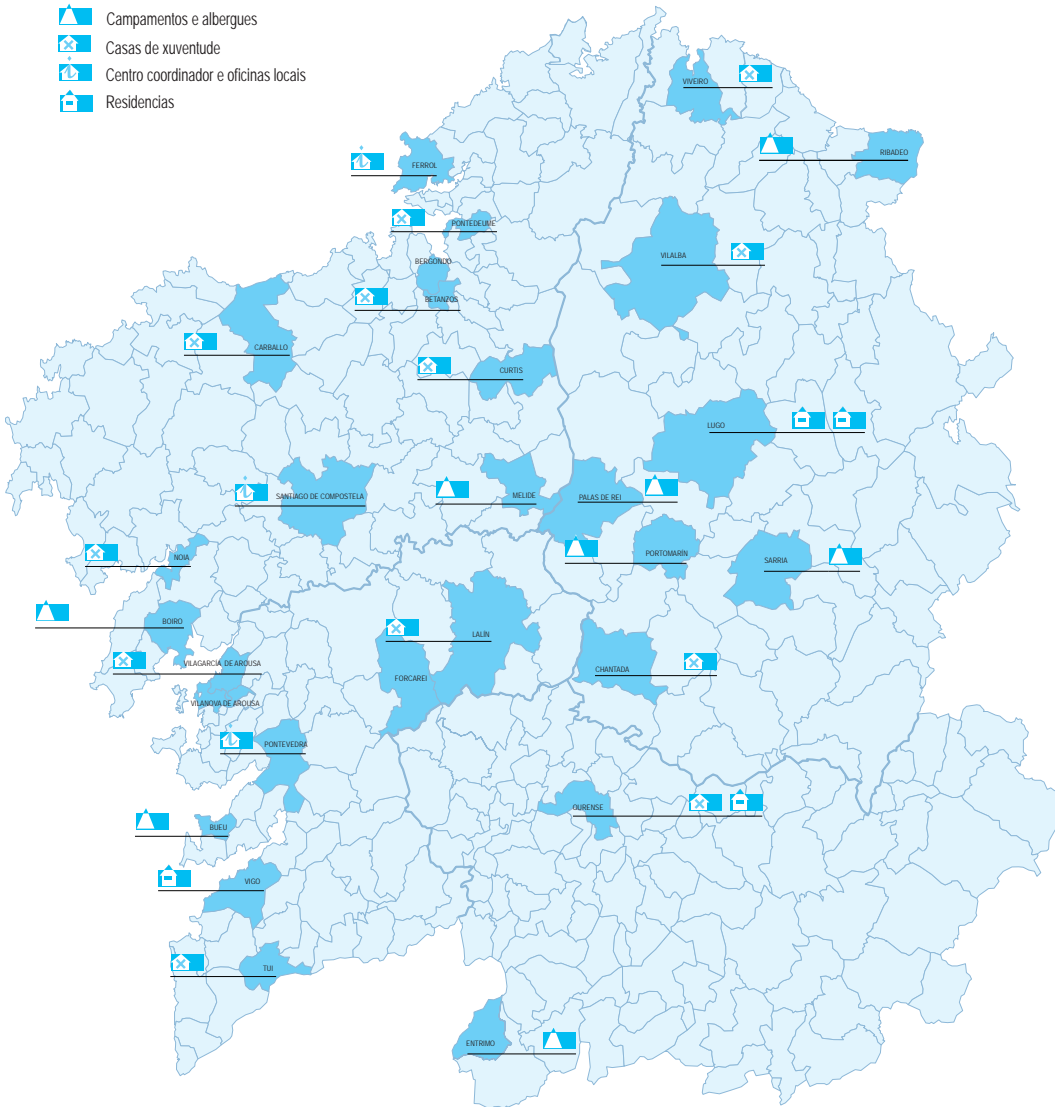 Campamentos e albergues
Casas de xuventude
Centro coordinador e oficinas locais
Residencias
VIVEIRO
RIBADEO
FERROL
PONTEDEUME
VILALBA
BERGONDO
BETANZOS
CARBALLO
CURTIS
LUGO
SANTIAGO DE COMPOSTELA
MELIDE
PALAS DE REI
PORTOMARÍN
SARRIA
NOIA
BOIRO
LALÍN
VILAGARCÍA DE AROUSA
CHANTADA
FORCAREI
VILANOVA DE AROUSA
PONTEVEDRA
OURENSE
BUEU
VIGO
TUI
ENTRIMO